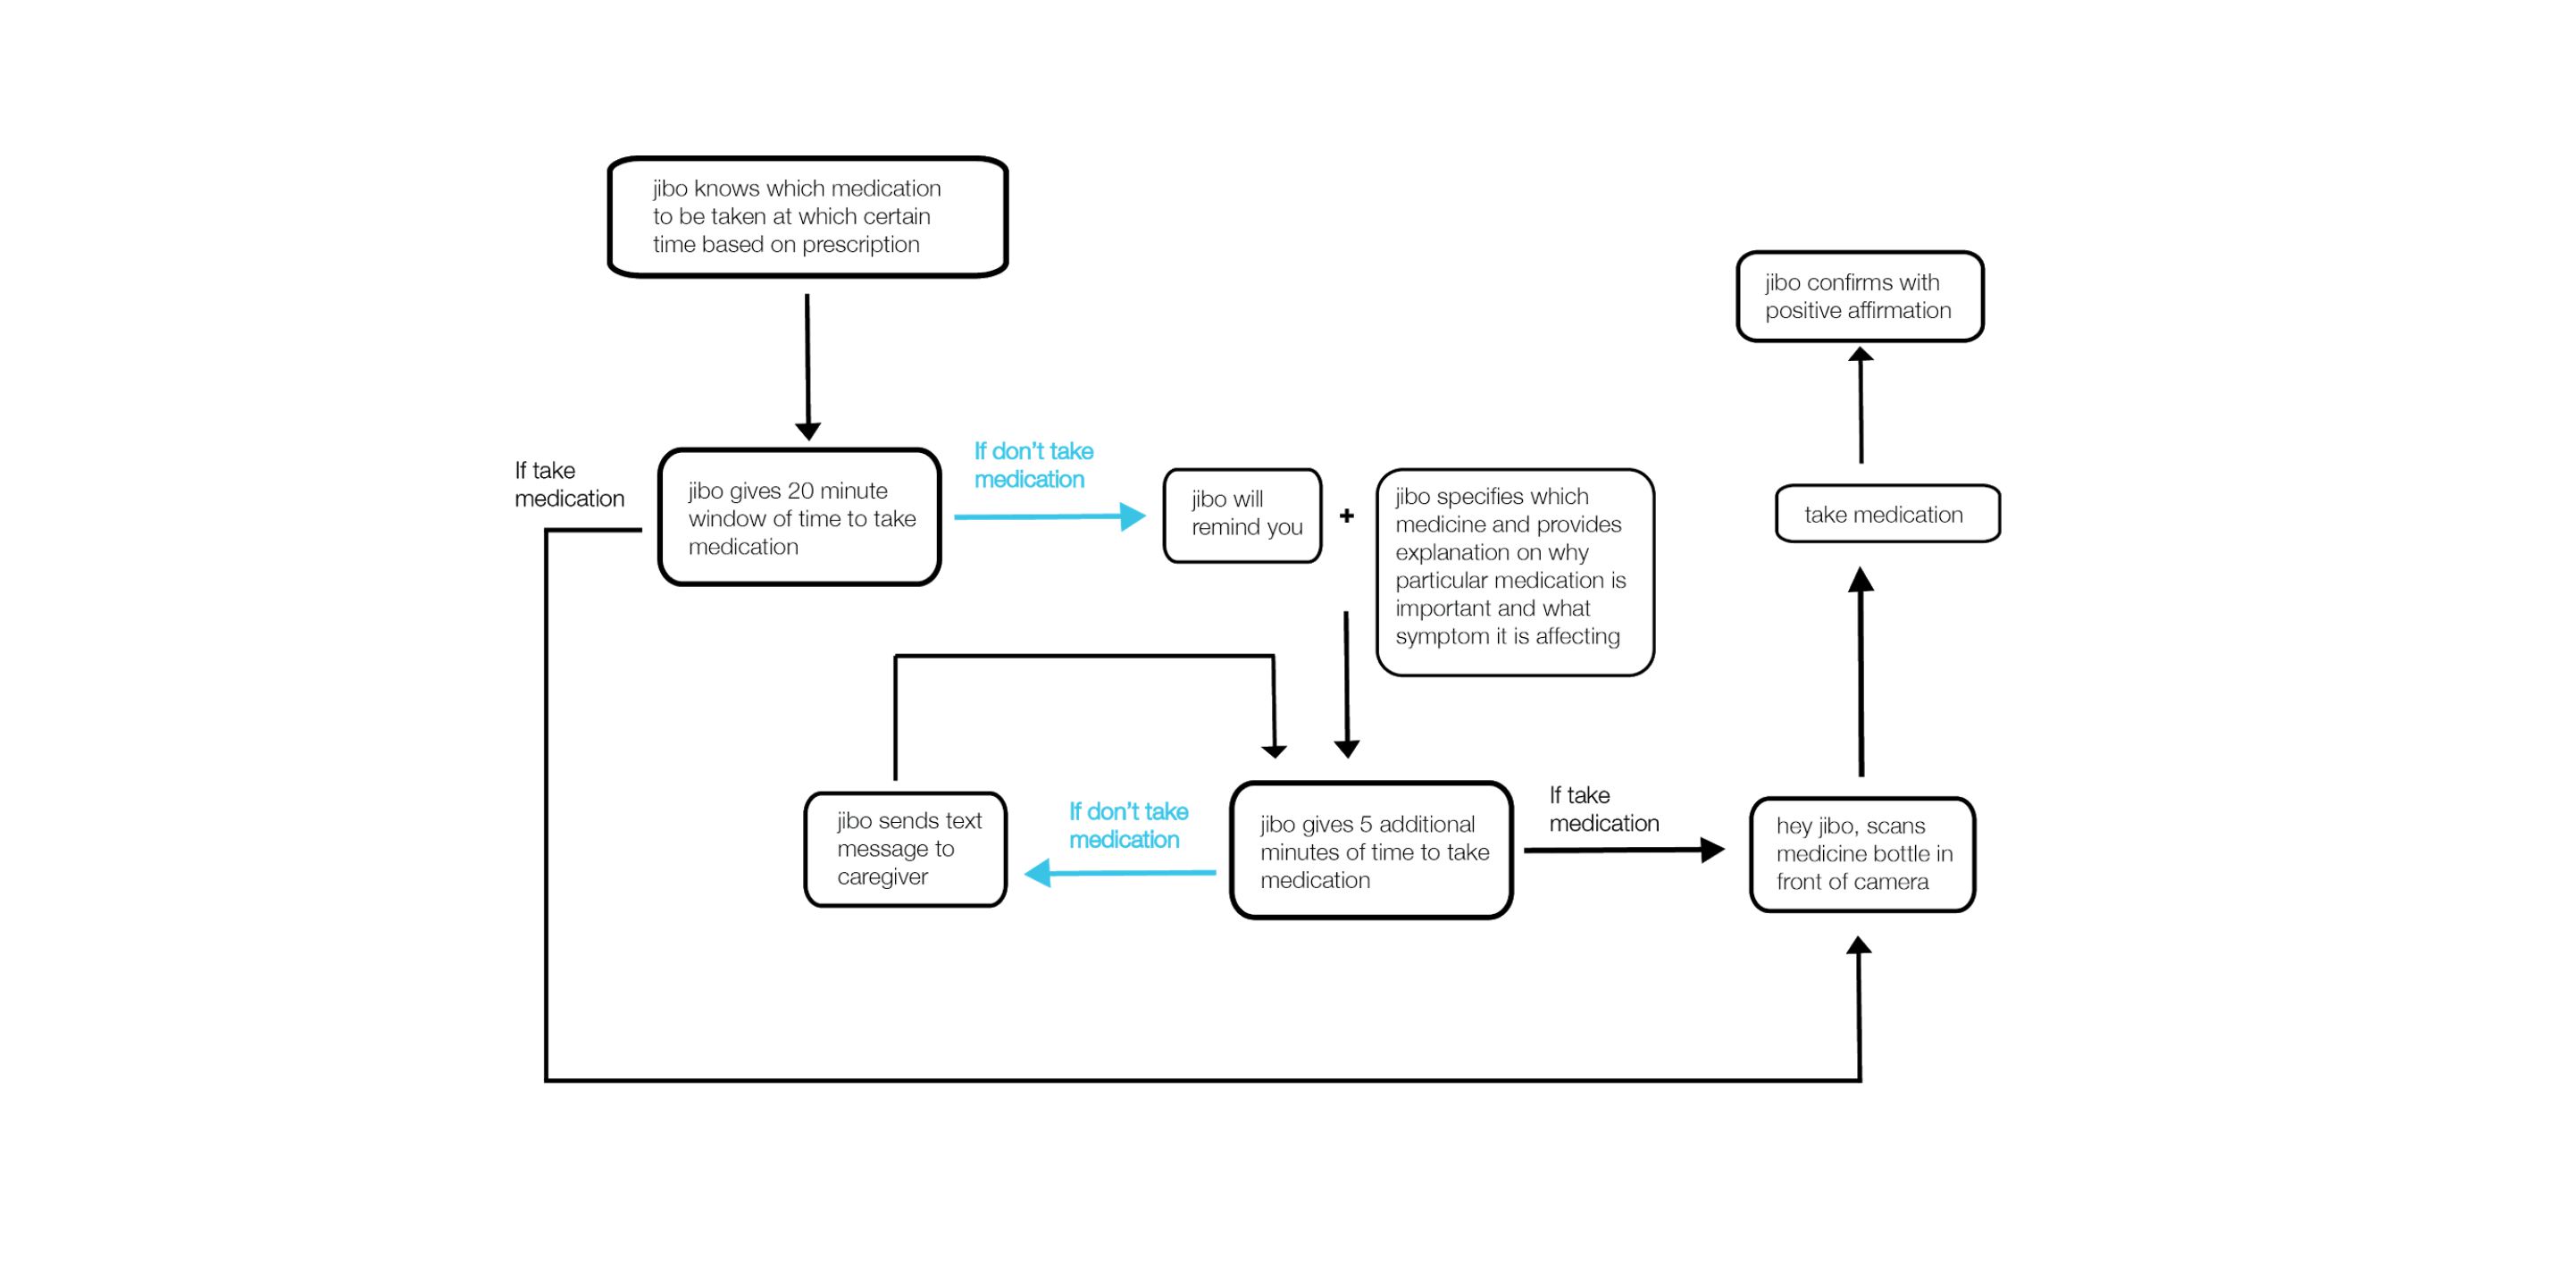 jibo knows which medication
to be taken at which certain
time based on prescription
jibo confirms with
positive affirmation
If take
medication
jibo gives 20 minute
window of time to take
medication
If don't take
medication
jibo will
remind you
+
jibo specifies which
medicine and provides
explanation on why
particular medication is
important and what
symptom it is affecting
take medication
jibo sends text
message to
caregiver
If don't take
medication
jibo gives 5 additional
minutes of time to take
medication
If take
medication
hey jibo, scans
medicine bottle in
front of camera